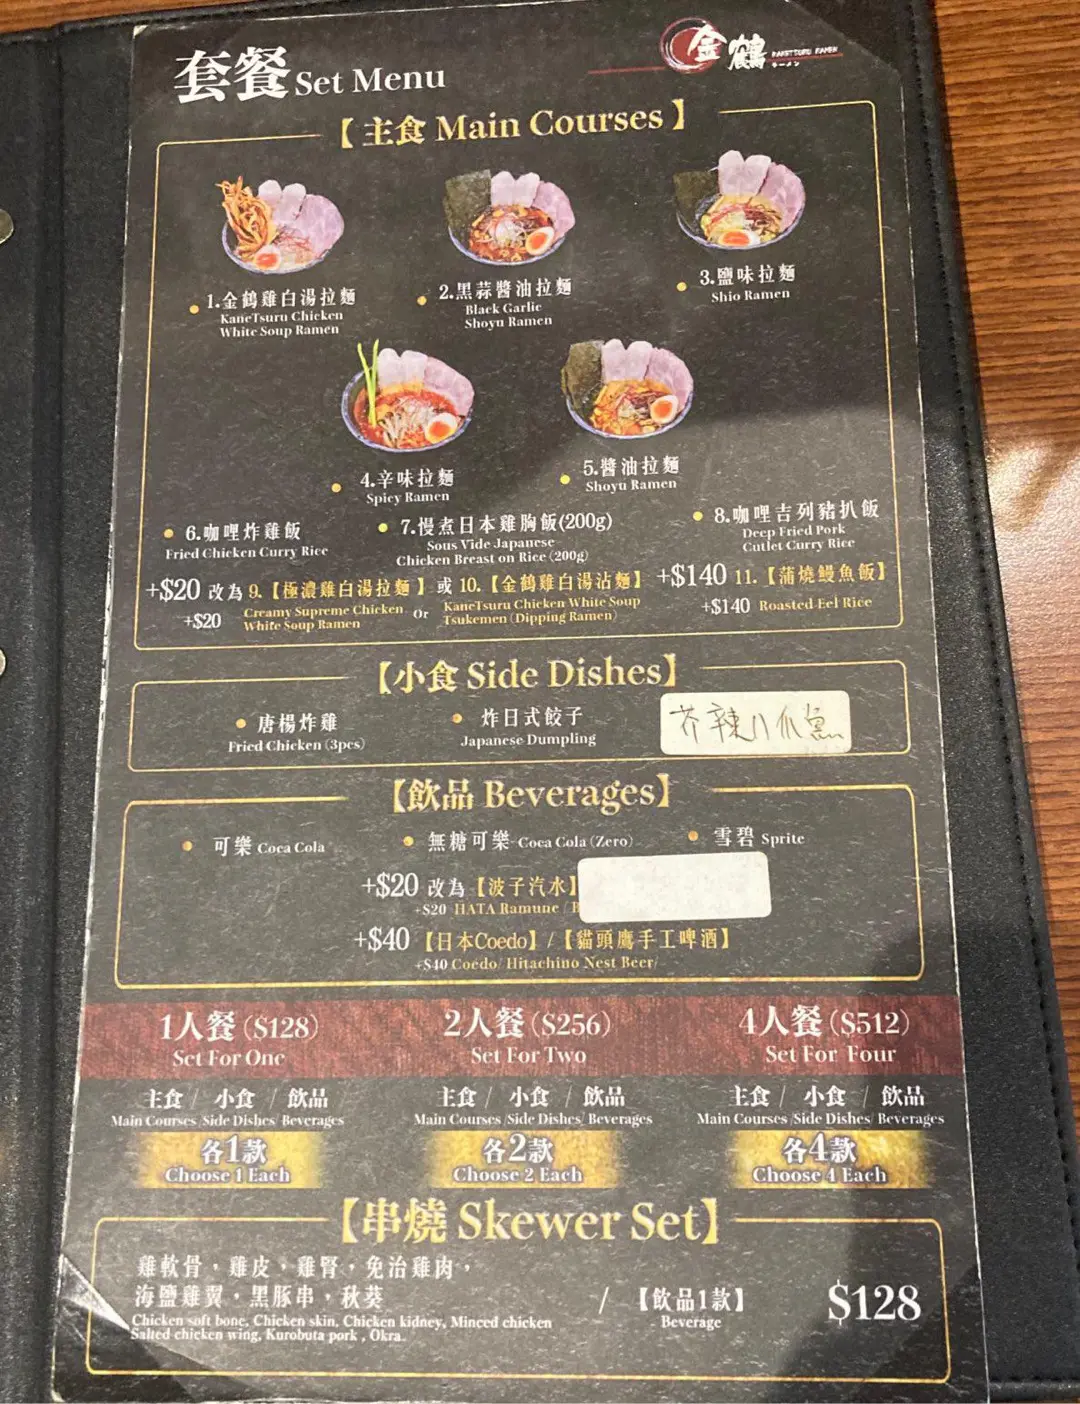 套餐 Set Menu
金鶴 KANETSURU RAMEN
ラーメン
【主食 Main Courses】
1.金鶴雞白湯拉麵
KaneTsuru Chicken
White Soup Ramen
2.黑蒜醬油拉麵
Black Garlic
Shoyu Ramen
3.鹽味拉麵
Shio Ramen
4.辛味拉麵
Spicy Ramen
5.醬油拉麵
Shoyu Ramen
6.咖哩炸雞飯
Fried Chicken Curry Rice
7.慢煮日本雞胸飯(200g)
Sous Vide Japanese
Chicken Breast on Rice (200g)
8.咖哩吉列豬扒飯
Deep Fried Pork
Cutlet Curry Rice
+$20 改為 9.【極濃雞白湯拉麵】或 10.【金鶴雞白湯沾麵】 +$140 11.【蒲燒鰻魚飯】
+$20 Creamy Supreme Chicken White Soup Ramen Or KaneTsuru Chicken White Soup Tsukemen (Dipping Ramen) +$140 Roasted Eel Rice
【小食 Side Dishes】
唐楊炸雞
Fried Chicken (3pcs)
炸日式餃子
Japanese Dumpling
芥辣八爪魚
【飲品 Beverages】
可樂 Coca Cola
無糖可樂 Coca Cola (Zero)
雪碧 Sprite
+$20 改為【波子汽水】
+$20 HATA Ramune /
+$40 【日本Coedo】/【貓頭鷹手工啤酒】
+$40 Coedo/ Hitachino Nest Beer/
1人餐 ($128)
Set For One
主食 / 小食 / 飲品
Main Courses /Side Dishes/ Beverages
各1款
Choose 1 Each
2人餐 ($256)
Set For Two
主食 / 小食 / 飲品
Main Courses /Side Dishes/ Beverages
各2款
Choose 2 Each
4人餐 ($512)
Set For Four
主食 / 小食 / 飲品
Main Courses /Side Dishes/ Beverages
各4款
Choose 4 Each
【串燒 Skewer Set】
雞軟骨，雞皮，雞腎，免治雞肉，
海鹽雞翼，黑豚串，秋葵
Chicken soft bone, Chicken skin, Chicken kidney, Minced chicken
Salted chicken wing, Kurobuta pork , Okra.
/ 【飲品1款】
Beverage
$128